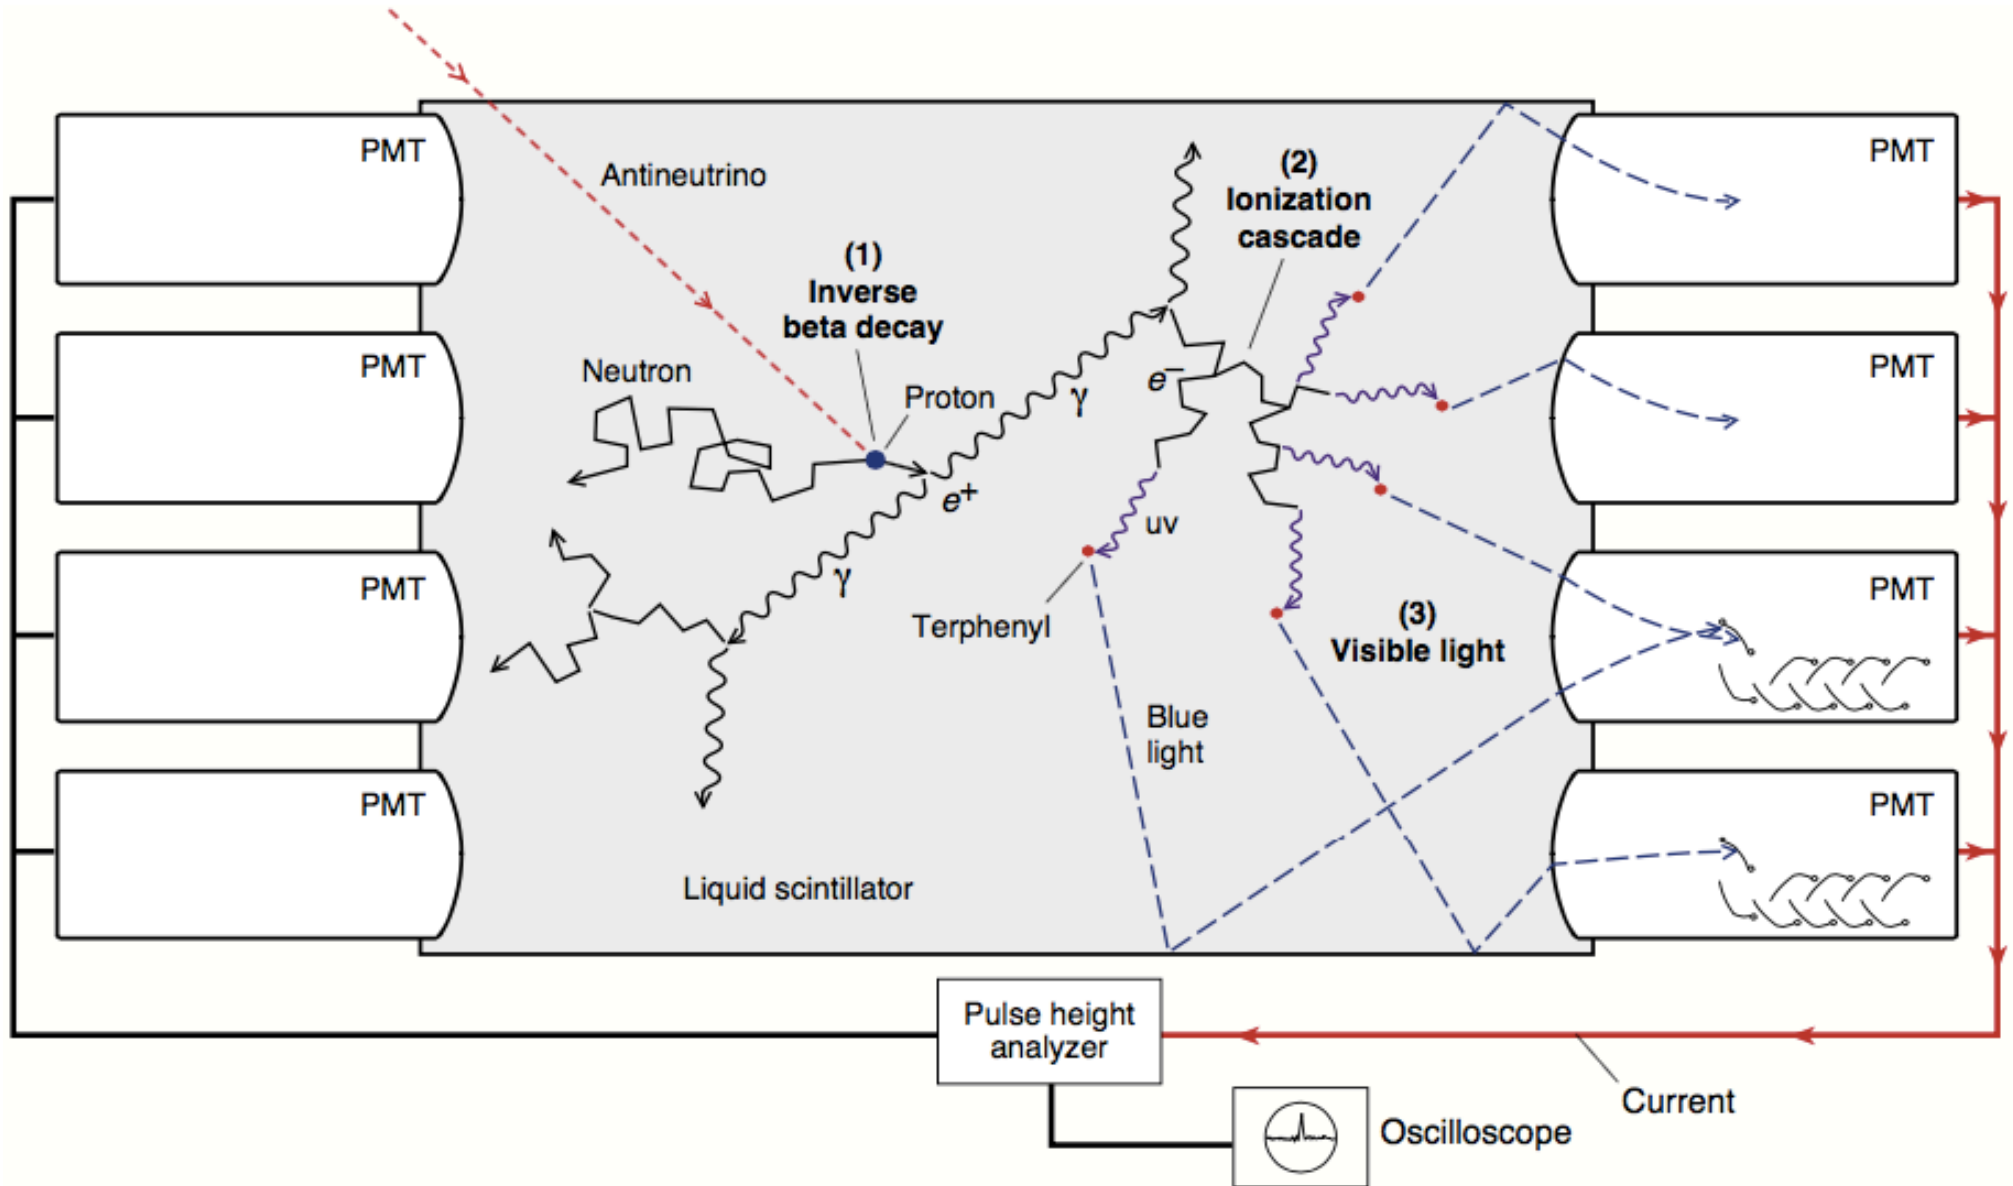 PMT
PMT
Antineutrino
(2)
Ionization
cascade
(1)
Inverse
beta decay
PMT
PMT
Neutron
Proton
γ
e⁻
e⁺
uv
γ
PMT
PMT
Terphenyl
(3)
Visible light
Blue
light
PMT
PMT
Liquid scintillator
Pulse height
analyzer
Current
Oscilloscope